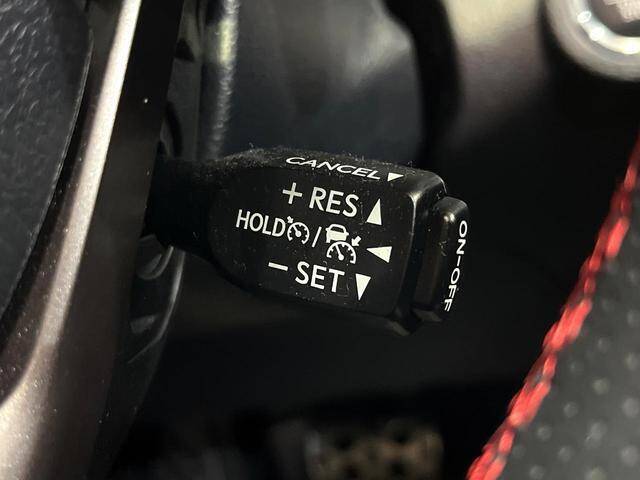 CANCEL
+ RES
HOLD /
− SET
ON-OFF